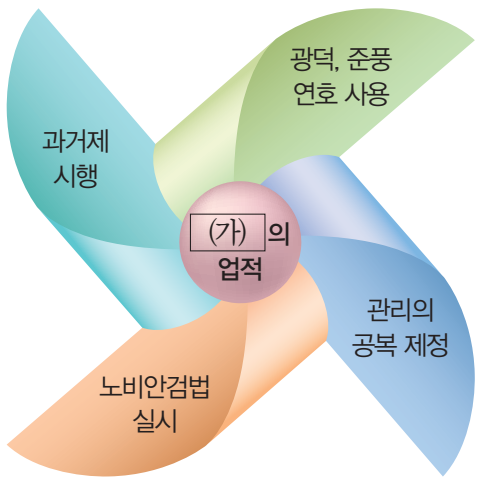 광덕, 준풍
연호 사용
과거제
시행
(가)의
업적
관리의
공복 제정
노비안검법
실시